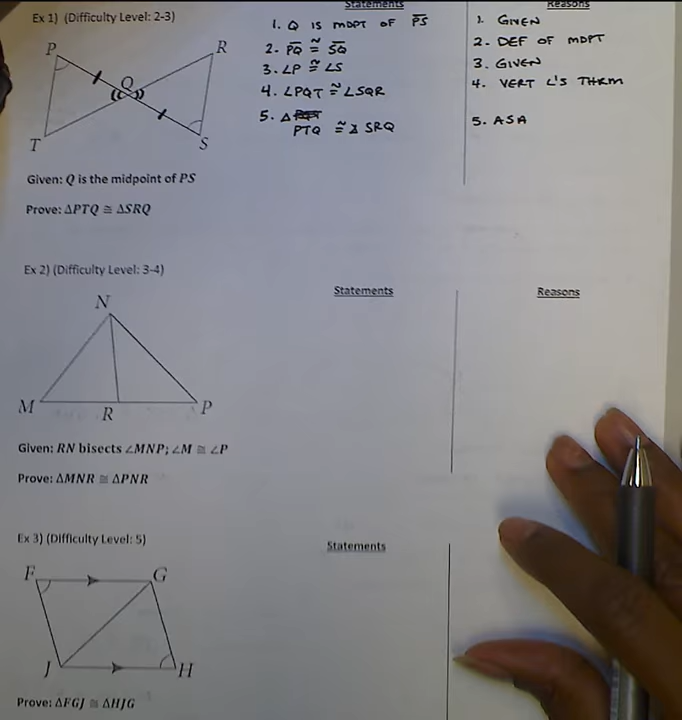 Ex 1) (Difficulty Level: 2-3)
Statements
Reasons
P
R
Q
T
S
1. Q IS MDPT OF PS
2. PQ ≅ SQ
3. ∠P ≅ ∠S
4. ∠PQT ≅ ∠SQR
5. Δ
PTQ ≅ Δ SRQ
1. GIVEN
2. DEF OF MDPT
3. GIVEN
4. VERT ∠'S THRM
5. ASA
Given: Q is the midpoint of PS
Prove: ΔPTQ ≅ ΔSRQ
Ex 2) (Difficulty Level: 3-4)
Statements
Reasons
N
M
R
P
Given: RN bisects ∠MNP; ∠M ≅ ∠P
Prove: ΔMNR ≅ ΔPNR
Ex 3) (Difficulty Level: 5)
Statements
F
G
J
H
Prove: ΔFGJ ≅ ΔHJG